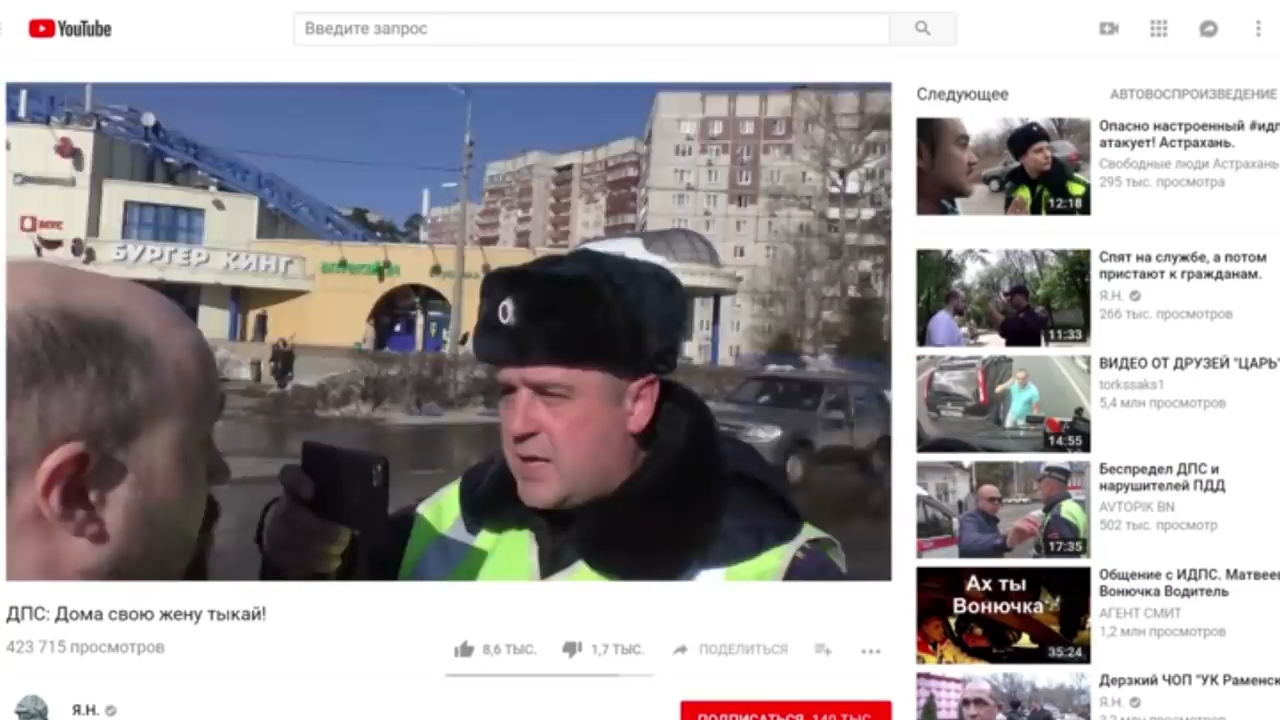 YouTube
Введите запрос
БУРГЕР КИНГ
ДПС: Дома свою жену тыкай!
423 715 просмотров
8,6 ТЫС.
1,7 ТЫС.
ПОДЕЛИТЬСЯ
Я.Н.
ПОДПИСАТЬСЯ 149 ТЫС.
Следующее
АВТОВОСПРОИЗВЕДЕНИЕ
Опасно настроенный #идп
атакует! Астрахань.
Свободные люди Астрахань
295 тыс. просмотра
12:18
Спят на службе, а потом
пристают к гражданам.
Я.Н.
266 тыс. просмотров
11:33
ВИДЕО ОТ ДРУЗЕЙ "ЦАРЬ"
torkssaks1
5,4 млн просмотров
14:55
Беспредел ДПС и
нарушителей ПДД
AVTOPIK BN
502 тыс. просмотр
17:35
Общение с ИДПС. Матвеев
Вонючка Водитель
АГЕНТ СМИТ
1,2 млн просмотров
Ах ты
Вонючка
35:24
Дерзкий ЧОП "УК Раменск
Я.Н.